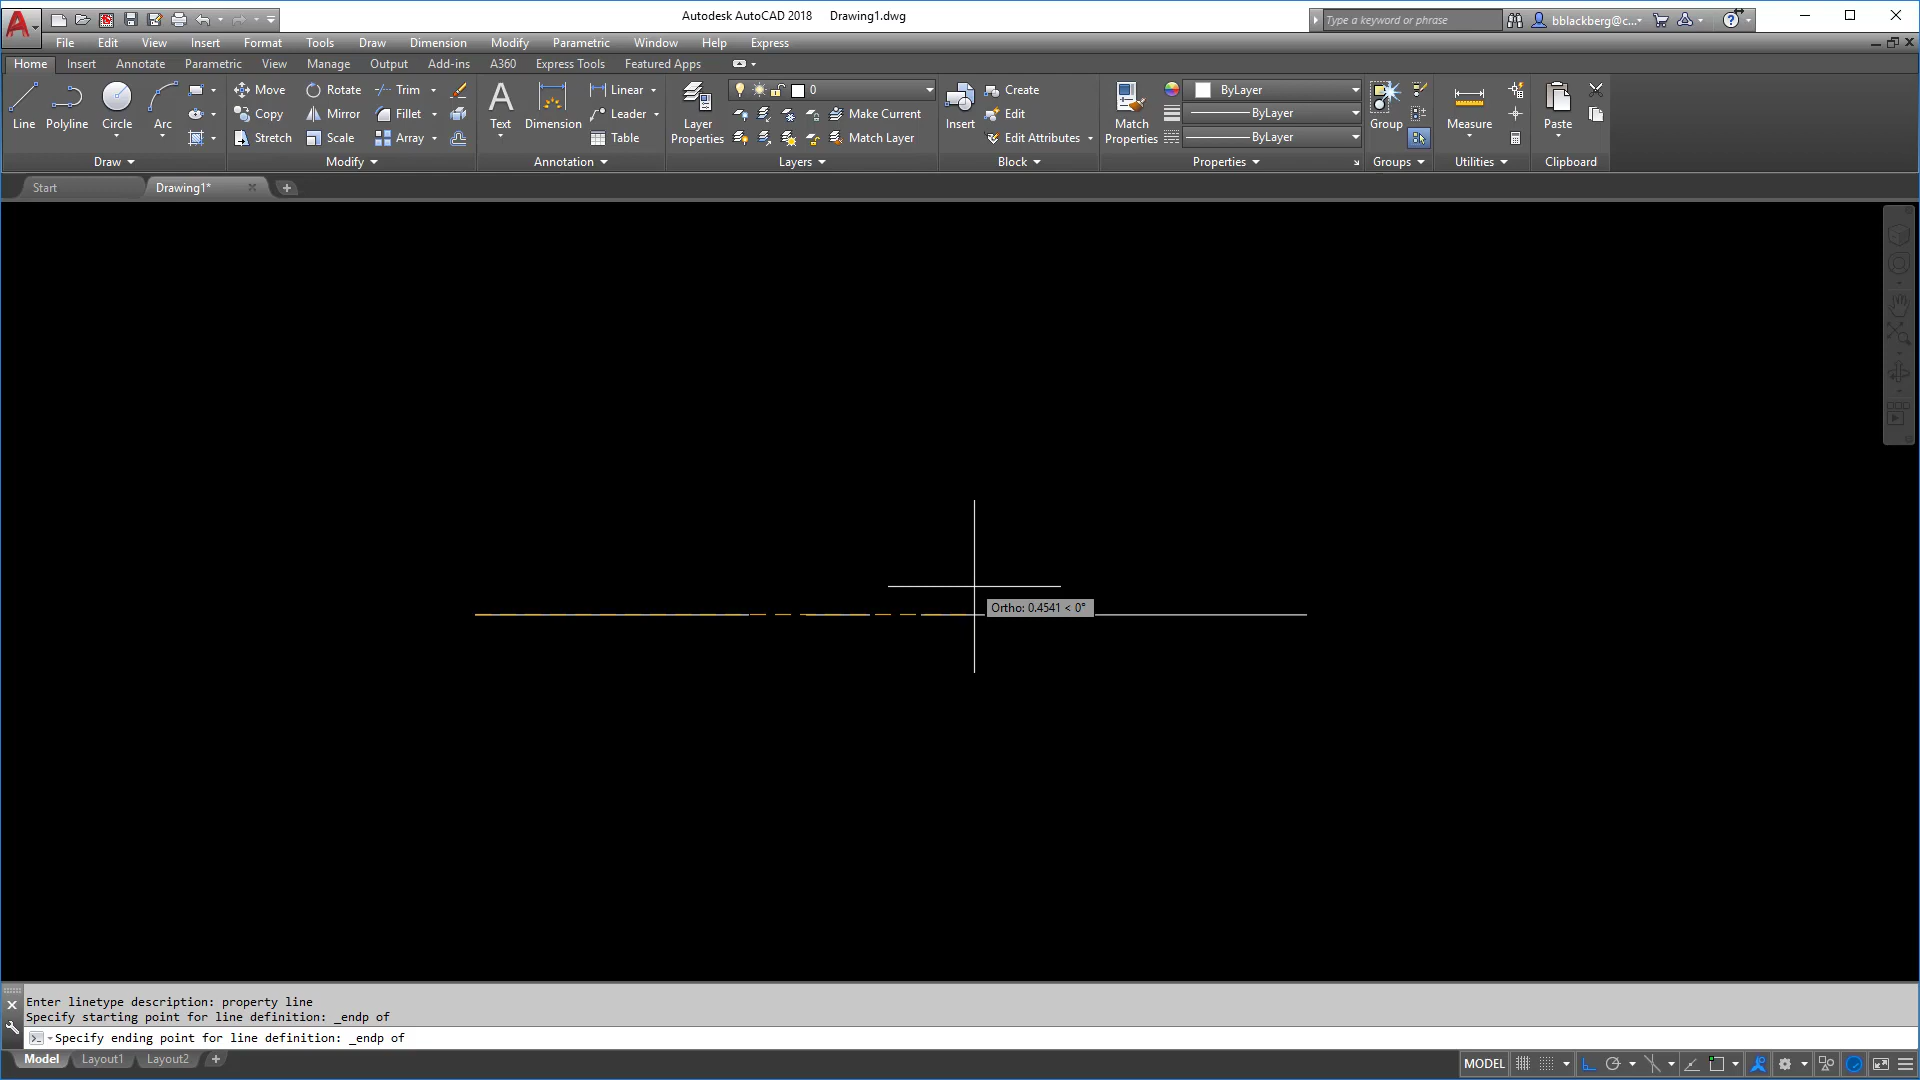 Autodesk AutoCAD 2018 Drawing1.dwg
Type a keyword or phrase
bblackberg@c...
File Edit View Insert Format Tools Draw Dimension Modify Parametric Window Help Express
Home Insert Annotate Parametric View Manage Output Add-ins A360 Express Tools Featured Apps
Move Rotate Trim Linear 0 Create ByLayer
Copy Mirror Fillet Leader Make Current Edit ByLayer
Line Polyline Circle Arc Text Dimension Layer Properties Insert Match Properties Group Measure Paste
Stretch Scale Array Table Match Layer Edit Attributes ByLayer
Draw Modify Annotation Layers Block Properties Groups Utilities Clipboard
Start Drawing1*
Ortho: 0.4541 < 0°
Enter linetype description: property line
Specify starting point for line definition: _endp of
Specify ending point for line definition: _endp of
Model Layout1 Layout2 +
MODEL